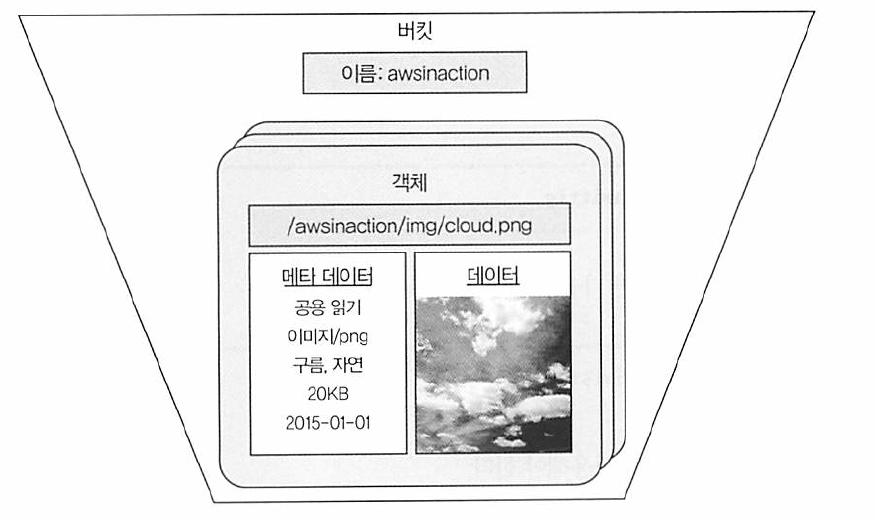 버킷
이름: awsinaction
객체
/awsinaction/img/cloud.png
메타 데이터
데이터
공용 읽기
이미지/png
구름, 자연
20KB
2015-01-01